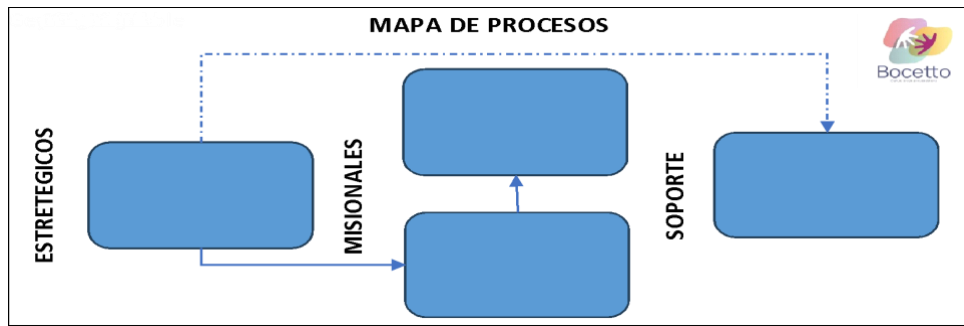 MAPA DE PROCESOS
Bocetto
ESTRETEGICOS
MISIONALES
SOPORTE